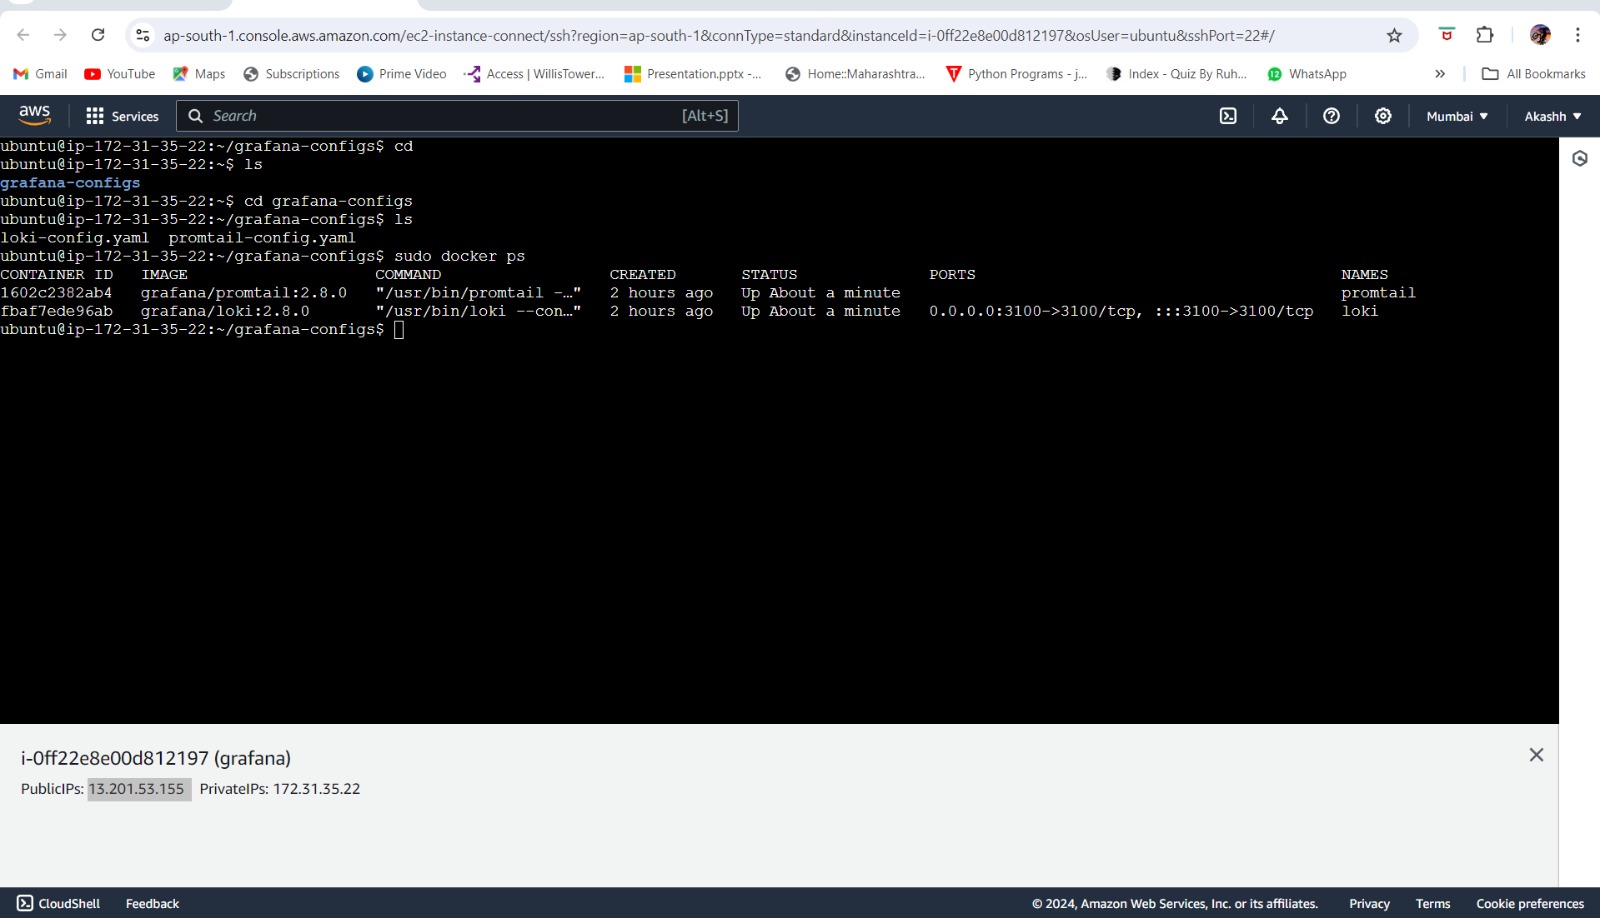 ap-south-1.console.aws.amazon.com/ec2-instance-connect/ssh?region=ap-south-1&connType=standard&instanceId=i-0ff22e8e00d812197&osUser=ubuntu&sshPort=22#/
Gmail YouTube Maps Subscriptions Prime Video Access | WillisTower... Presentation.pptx -... Home::Maharashtra... Python Programs - j... Index - Quiz By Ruh... WhatsApp » All Bookmarks
aws Services Search [Alt+S] Mumbai ▼ Akashh ▼
ubuntu@ip-172-31-35-22:~/grafana-configs$ cd
ubuntu@ip-172-31-35-22:~$ ls
grafana-configs
ubuntu@ip-172-31-35-22:~$ cd grafana-configs
ubuntu@ip-172-31-35-22:~/grafana-configs$ ls
loki-config.yaml  promtail-config.yaml
ubuntu@ip-172-31-35-22:~/grafana-configs$ sudo docker ps
CONTAINER ID   IMAGE                    COMMAND                  CREATED       STATUS              PORTS                                       NAMES
1602c2382ab4   grafana/promtail:2.8.0   "/usr/bin/promtail -…"   2 hours ago   Up About a minute                                               promtail
fbaf7ede96ab   grafana/loki:2.8.0       "/usr/bin/loki --con…"   2 hours ago   Up About a minute   0.0.0.0:3100->3100/tcp, :::3100->3100/tcp   loki
ubuntu@ip-172-31-35-22:~/grafana-configs$
i-0ff22e8e00d812197 (grafana)
PublicIPs: 13.201.53.155 PrivateIPs: 172.31.35.22
CloudShell Feedback © 2024, Amazon Web Services, Inc. or its affiliates. Privacy Terms Cookie preferences